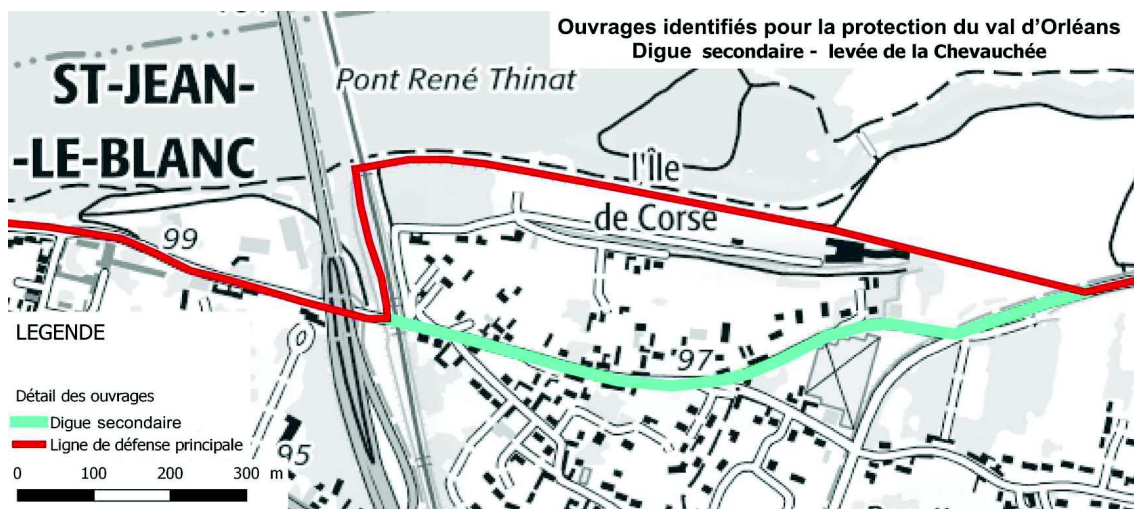 Ouvrages identifiés pour la protection du val d'Orléans
Digue secondaire - levée de la Chevauchée
ST-JEAN-
-LE-BLANC
Pont René Thinat
l'Île
de Corse
99
97
95
LEGENDE
Détail des ouvrages
Digue secondaire
Ligne de défense principale
0 100 200 300 m